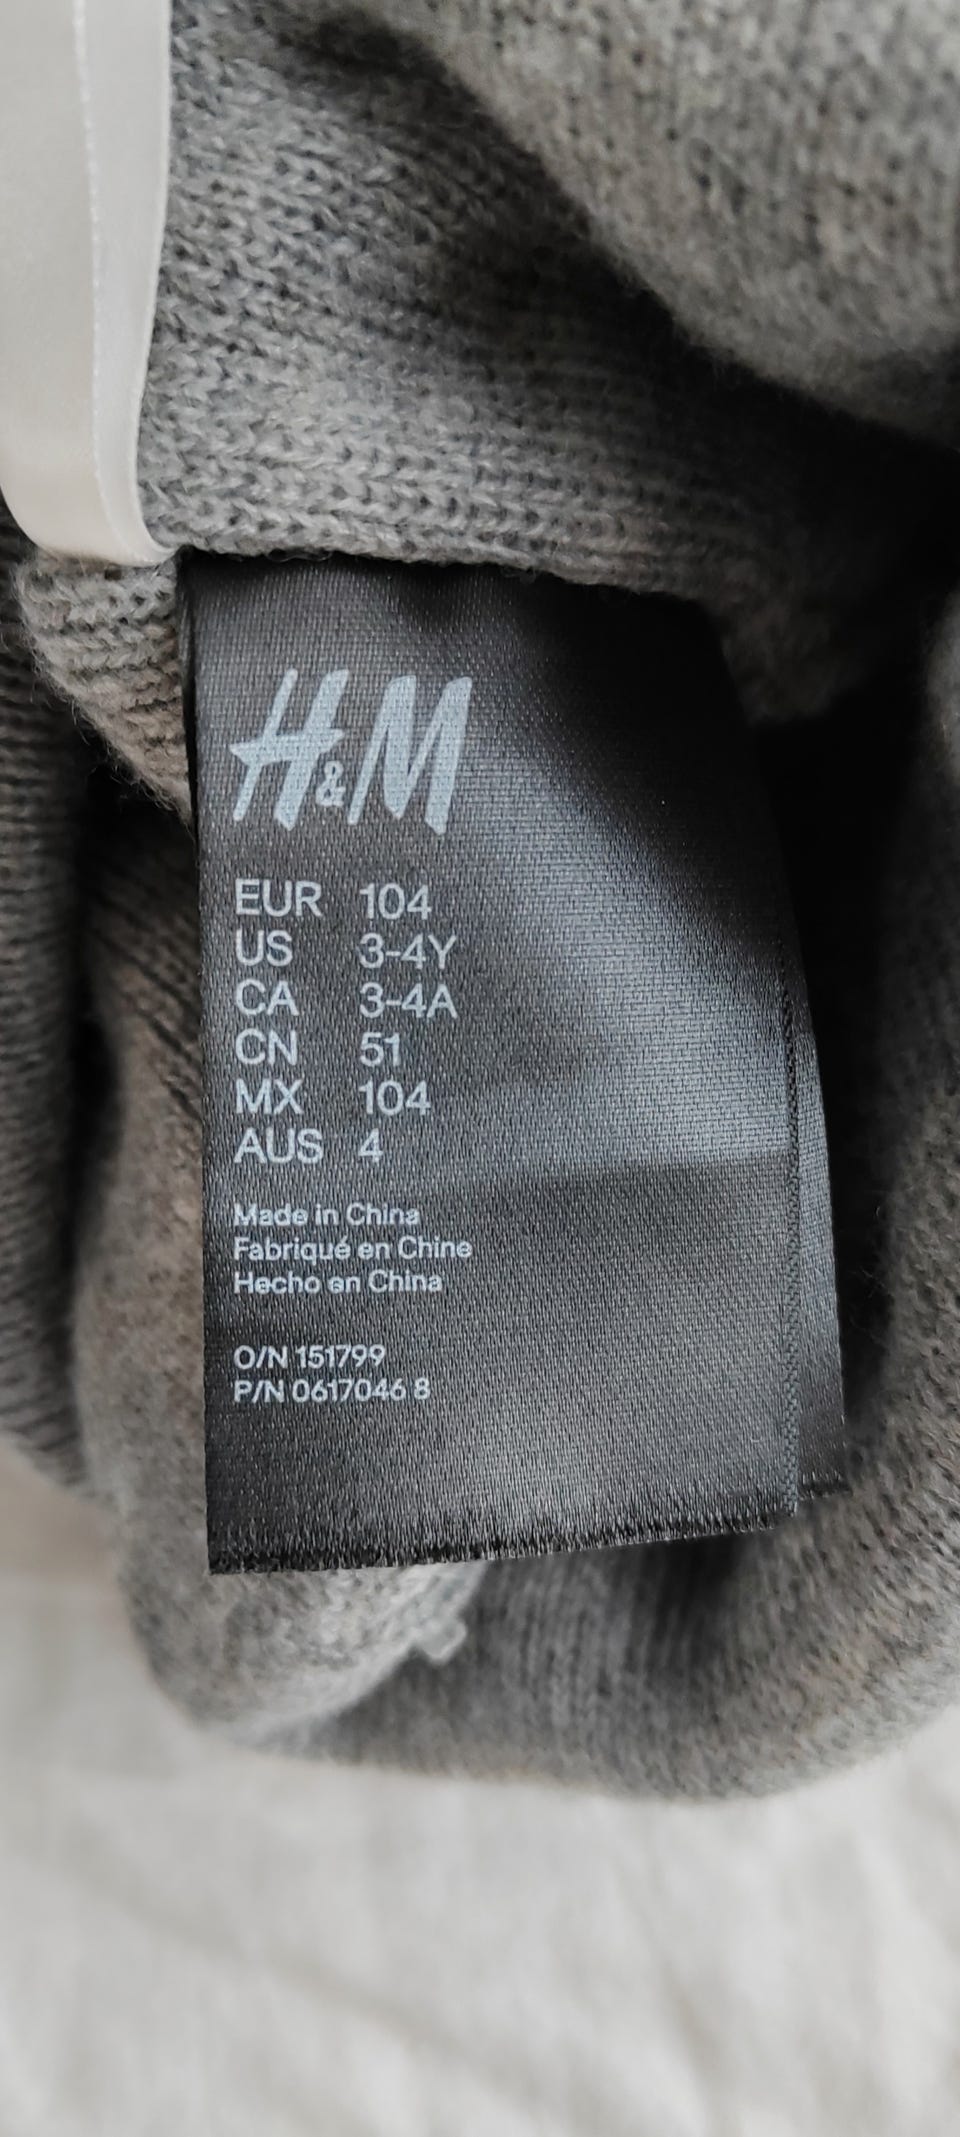 H&M
EUR 104
US 3-4Y
CA 3-4A
CN 51
MX 104
AUS 4
Made in China
Fabriqué en Chine
Hecho en China
O/N 151799
P/N 0617046 8